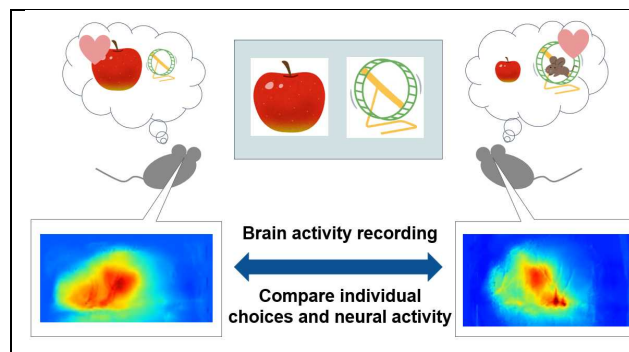 Brain activity recording
Compare individual
choices and neural activity